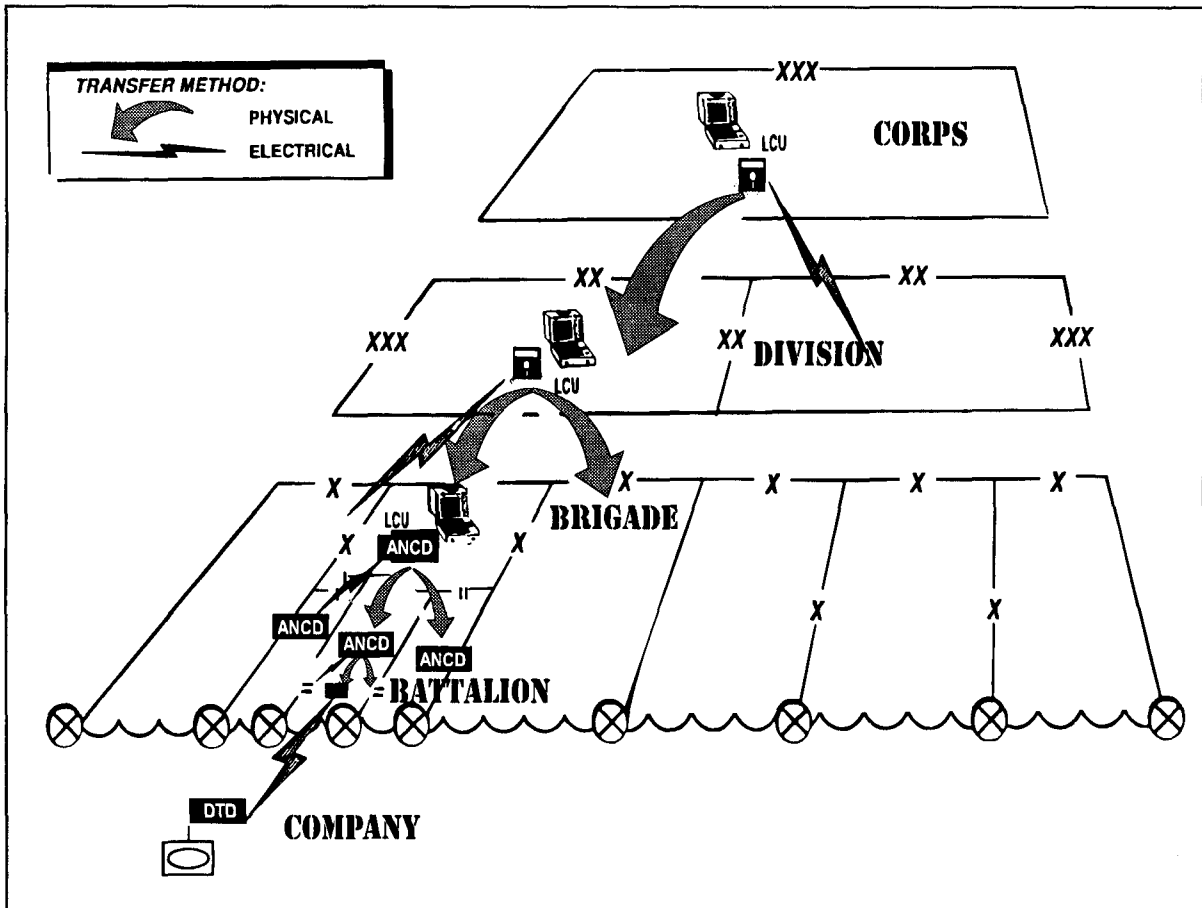 TRANSFER METHOD:
PHYSICAL
ELECTRICAL
XXX
LCU
CORPS
XX
XX
XXX
XX
DIVISION
XXX
LCU
X
X
X
X
X
BRIGADE
LCU
X
X
ANCD
II
X
X
ANCD
ANCD
ANCD
BATTALION
DTD
COMPANY